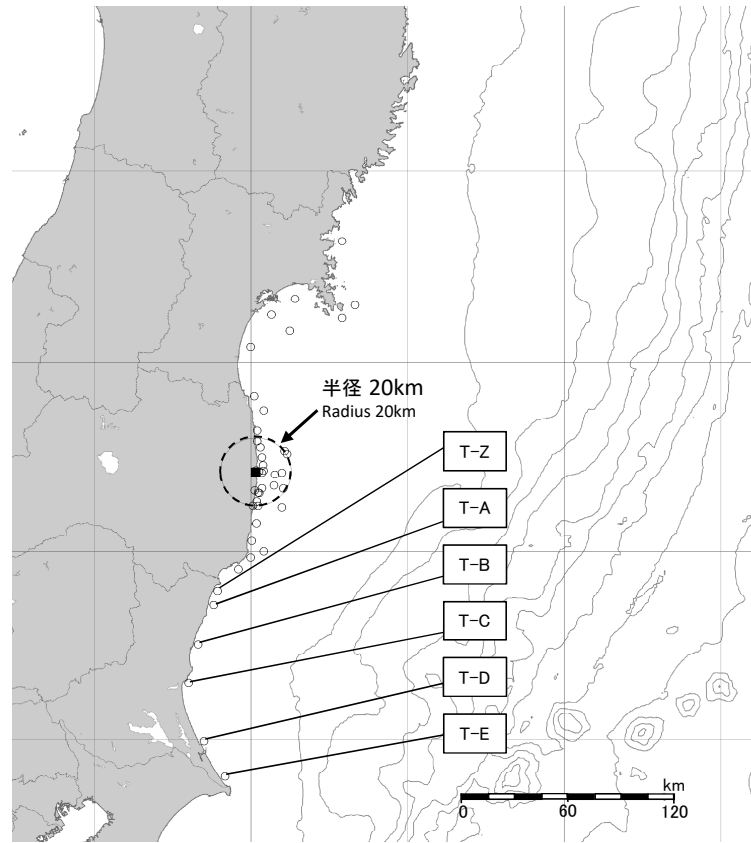 半径 20km
Radius 20km
T-Z
T-A
T-B
T-C
T-D
T-E
km
0 60 120